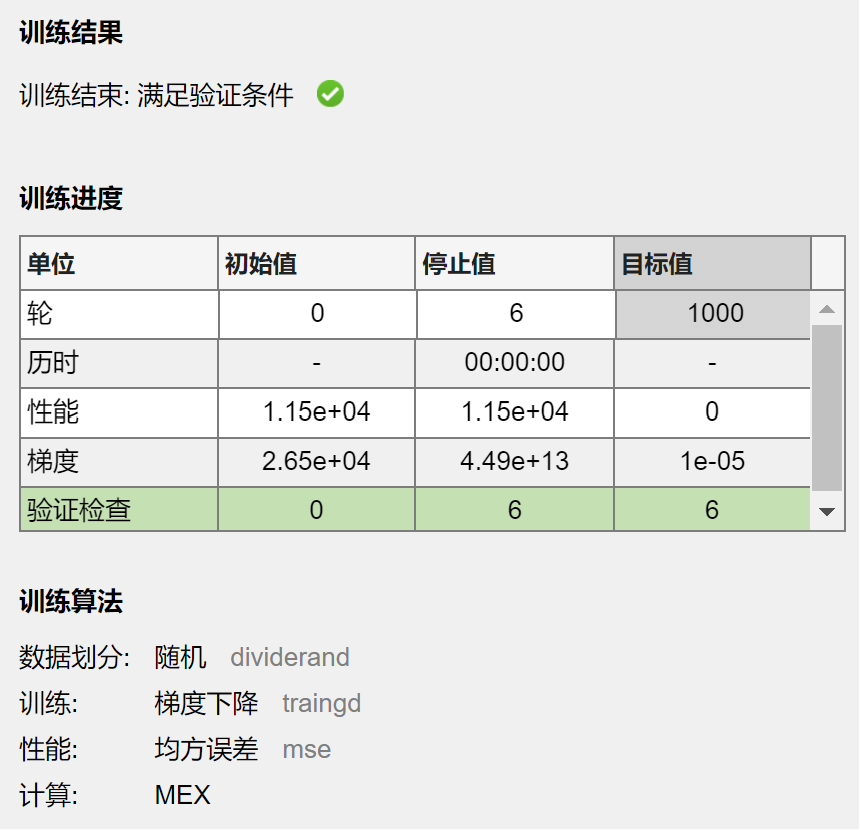 训练结果
训练结束: 满足验证条件
训练进度
单位 初始值 停止值 目标值
轮 0 6 1000
历时 - 00:00:00 -
性能 1.15e+04 1.15e+04 0
梯度 2.65e+04 4.49e+13 1e-05
验证检查 0 6 6
训练算法
数据划分: 随机 dividerand
训练: 梯度下降 traingd
性能: 均方误差 mse
计算: MEX